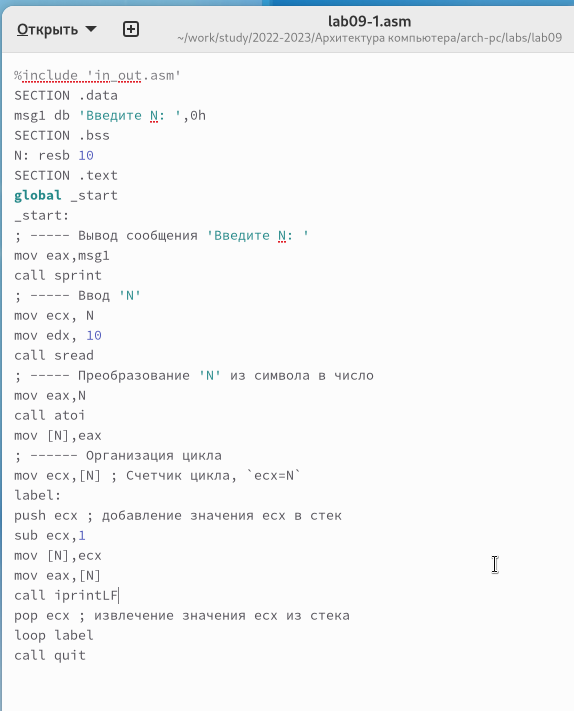 lab09-1.asm
Открыть
~/work/study/2022-2023/Архитектура компьютера/arch-pc/labs/lab09
%include 'in_out.asm'
SECTION .data
msg1 db 'Введите N: ',0h
SECTION .bss
N: resb 10
SECTION .text
global _start
_start:
; ----- Вывод сообщения 'Введите N: '
mov eax,msg1
call sprint
; ----- Ввод 'N'
mov ecx, N
mov edx, 10
call sread
; ----- Преобразование 'N' из символа в число
mov eax,N
call atoi
mov [N],eax
; ------ Организация цикла
mov ecx,[N] ; Счетчик цикла, `ecx=N`
label:
push ecx ; добавление значения ecx в стек
sub ecx,1
mov [N],ecx
mov eax,[N]
call iprintLF
pop ecx ; извлечение значения ecx из стека
loop label
call quit